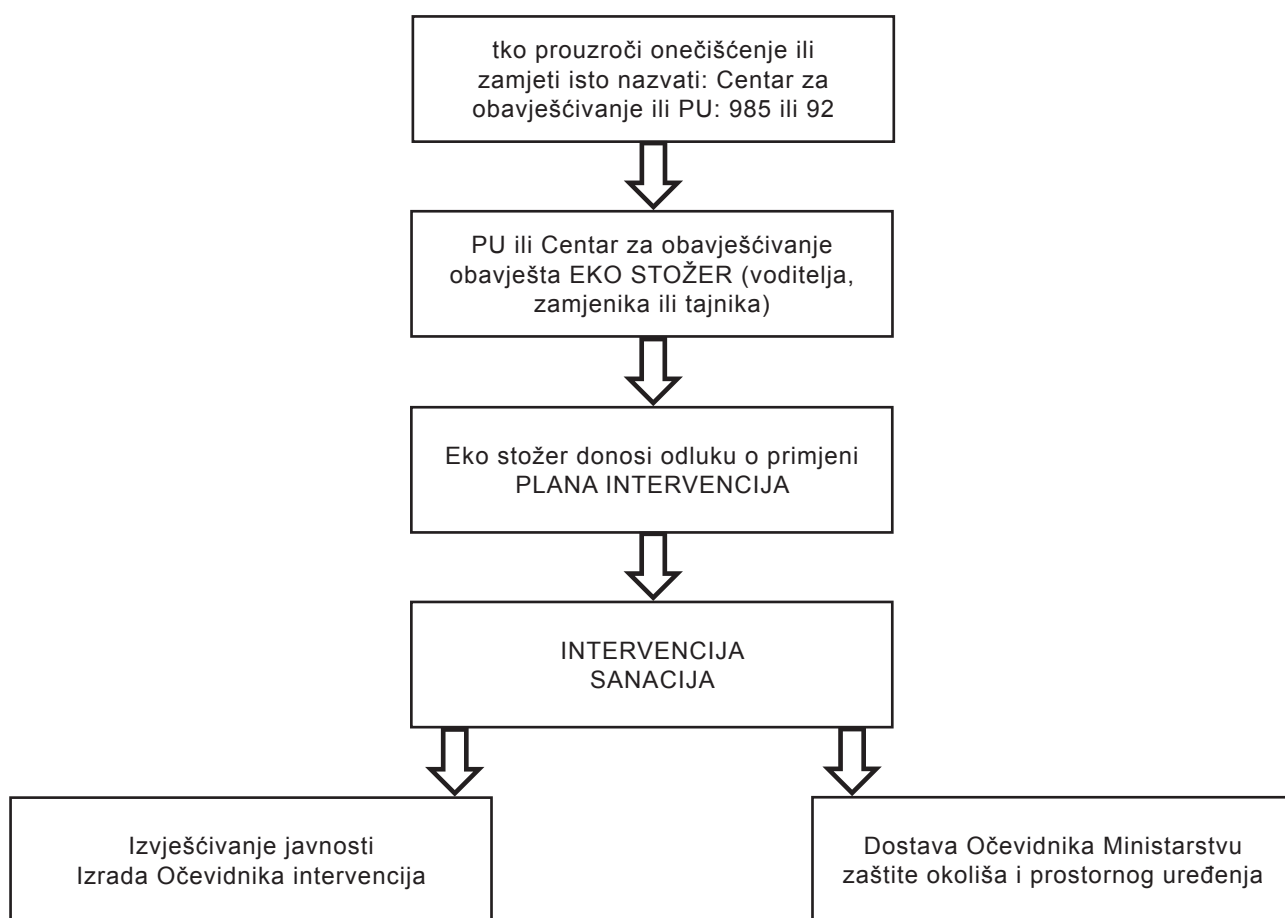 tko prouzroči onečišćenje ili
zamjeti isto nazvati: Centar za
obavješćivanje ili PU: 985 ili 92
PU ili Centar za obavješćivanje
obavješta EKO STOŽER (voditelja,
zamjenika ili tajnika)
Eko stožer donosi odluku o primjeni
PLANA INTERVENCIJA
INTERVENCIJA
SANACIJA
Izvješćivanje javnosti
Izrada Očevidnika intervencija
Dostava Očevidnika Ministarstvu
zaštite okoliša i prostornog uređenja